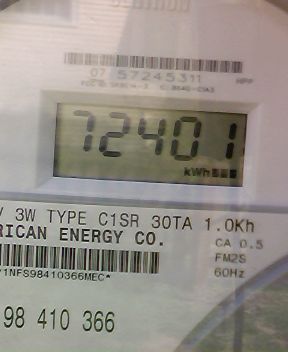 07 57245311
72401
kWh
V 3W TYPE C1SR 30TA 1.0Kh
RICAN ENERGY CO.
CA 0.5
FM2S
60Hz
1NFS98410366MEC*
98 410 366